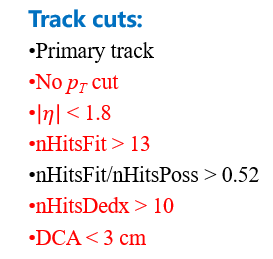 Track cuts:
•Primary track
•No p_T cut
•|η| < 1.8
•nHitsFit > 13
•nHitsFit/nHitsPoss > 0.52
•nHitsDedx > 10
•DCA < 3 cm